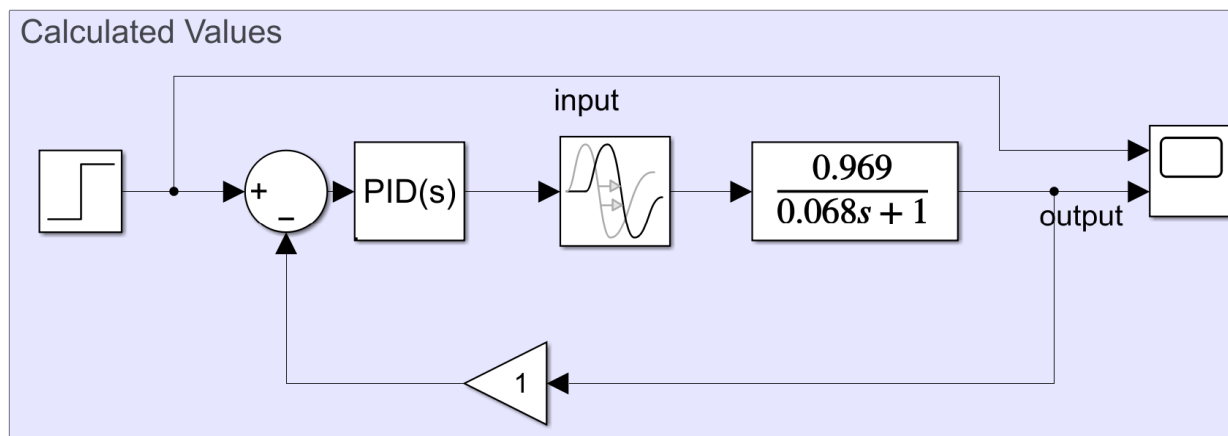 Calculated Values
input
+
−
PID(s)
0.969
0.068s + 1
output
1